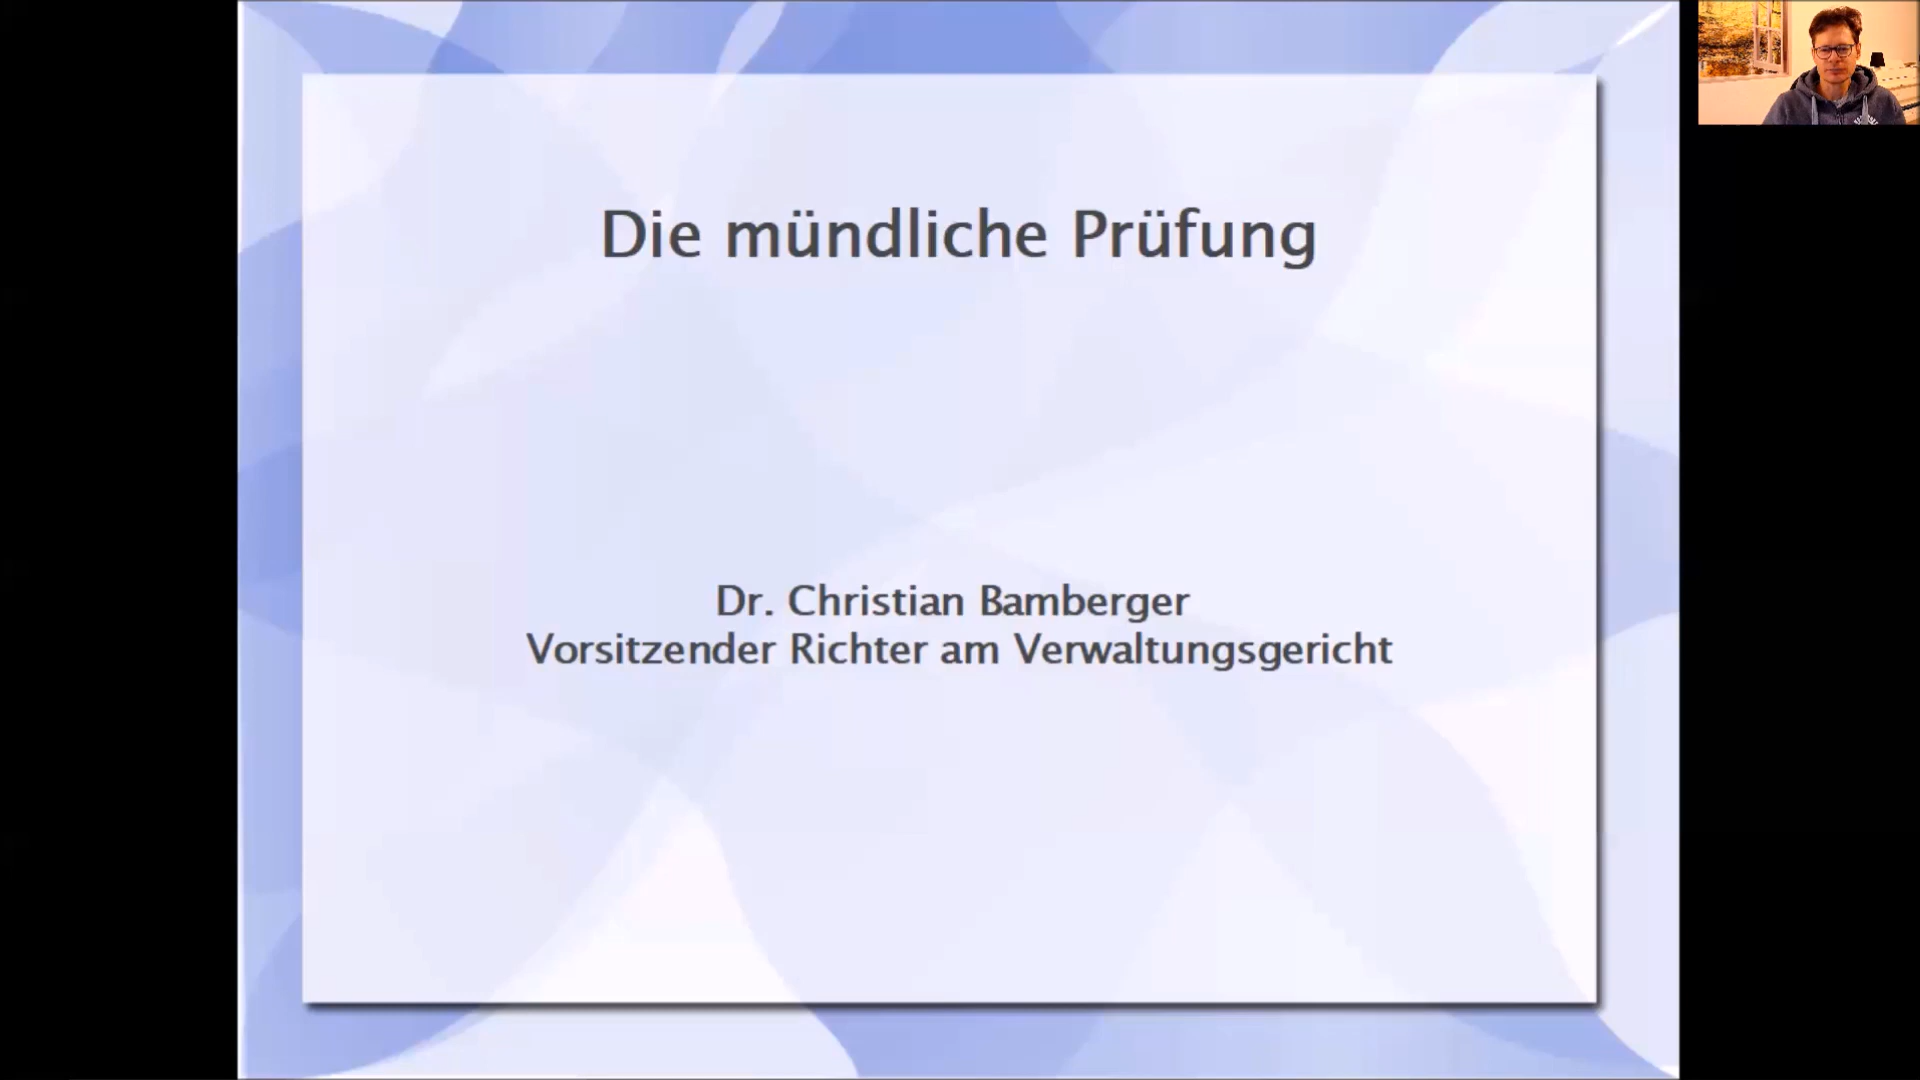 Die mündliche Prüfung
Dr. Christian Bamberger
Vorsitzender Richter am Verwaltungsgericht